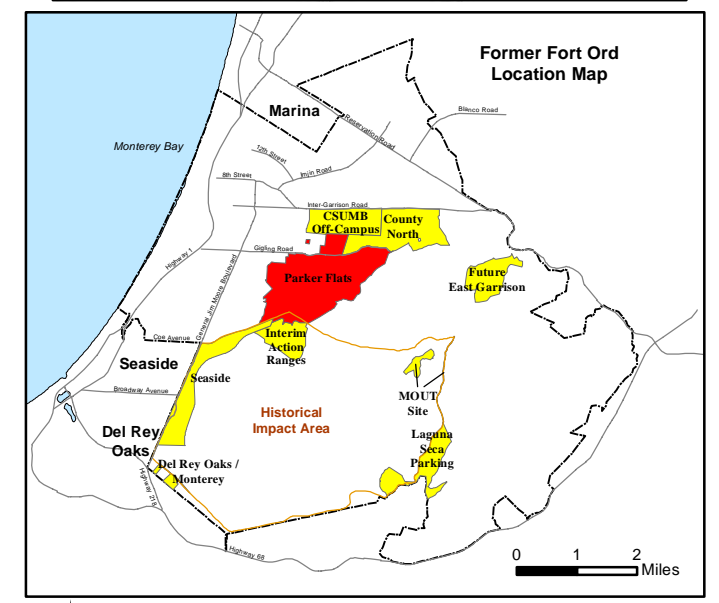 Former Fort Ord
Location Map
Marina
Blanco Road
Reservation Road
Monterey Bay
12th Street
Imjin Road
8th Street
Inter-Garrison Road
CSUMB
Off-Campus
County
North
Gigling Road
Highway 1
General Jim Moore Boulevard
Parker Flats
Future
East Garrison
Coe Avenue
Interim
Action
Ranges
Seaside
Seaside
Broadway Avenue
MOUT
Site
Historical
Impact Area
Del Rey
Oaks
Laguna
Seca
Parking
Del Rey Oaks /
Monterey
Highway 218
Highway 68
0 1 2
Miles